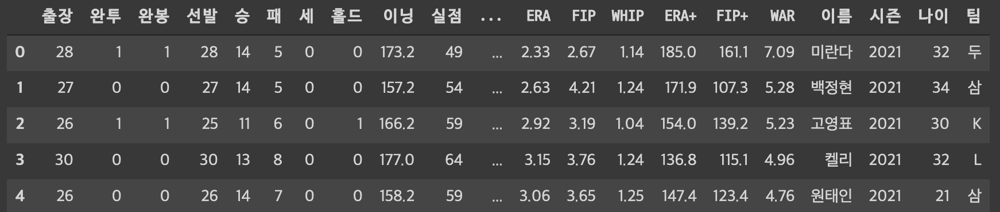 출장 완투 완봉 선발 승 패 세 홀드 이닝 실점 ... ERA FIP WHIP ERA+ FIP+ WAR 이름 시즌 나이 팀
0 28 1 1 28 14 5 0 0 173.2 49 ... 2.33 2.67 1.14 185.0 161.1 7.09 미란다 2021 32 두
1 27 0 0 27 14 5 0 0 157.2 54 ... 2.63 4.21 1.24 171.9 107.3 5.28 백정현 2021 34 삼
2 26 1 1 25 11 6 0 1 166.2 59 ... 2.92 3.19 1.04 154.0 139.2 5.23 고영표 2021 30 K
3 30 0 0 30 13 8 0 0 177.0 64 ... 3.15 3.76 1.24 136.8 115.1 4.96 켈리 2021 32 L
4 26 0 0 26 14 7 0 0 158.2 59 ... 3.06 3.65 1.25 147.4 123.4 4.76 원태인 2021 21 삼